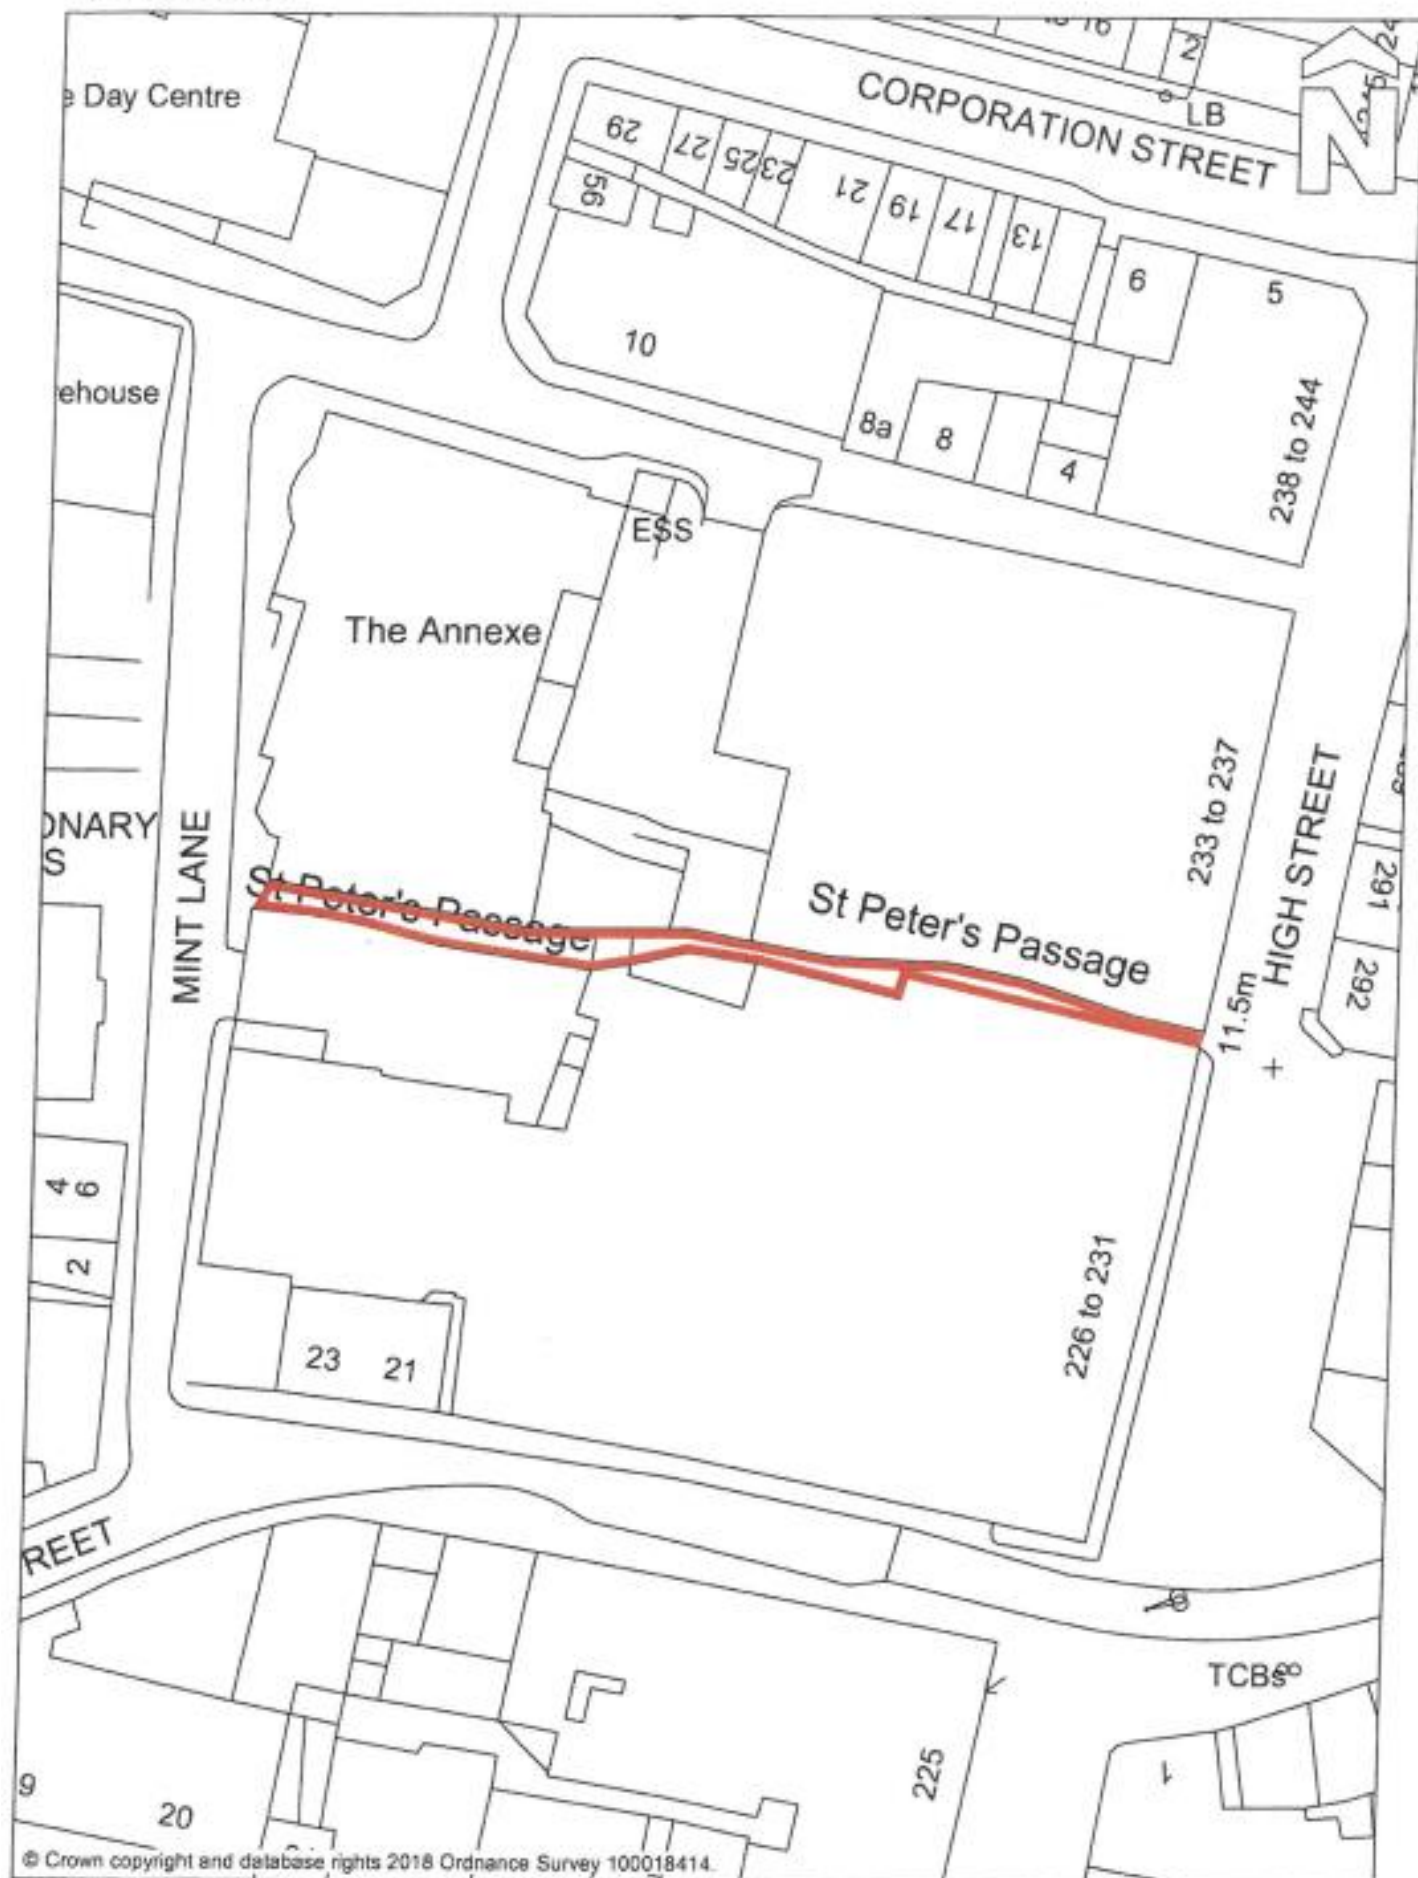 e Day Centre
CORPORATION STREET
2
LB
N
29
27
25
23
21
19
17
13
56
6
5
10
8a
8
4
238 to 244
ehouse
ESS
The Annexe
233 to 237
HIGH STREET
ONARY
S
MINT LANE
St Peter's Passage
St Peter's Passage
291
292
11.5m
4
6
2
226 to 231
23
21
REET
TCBs
225
1
9
20
© Crown copyright and database rights 2018 Ordnance Survey 100018414.